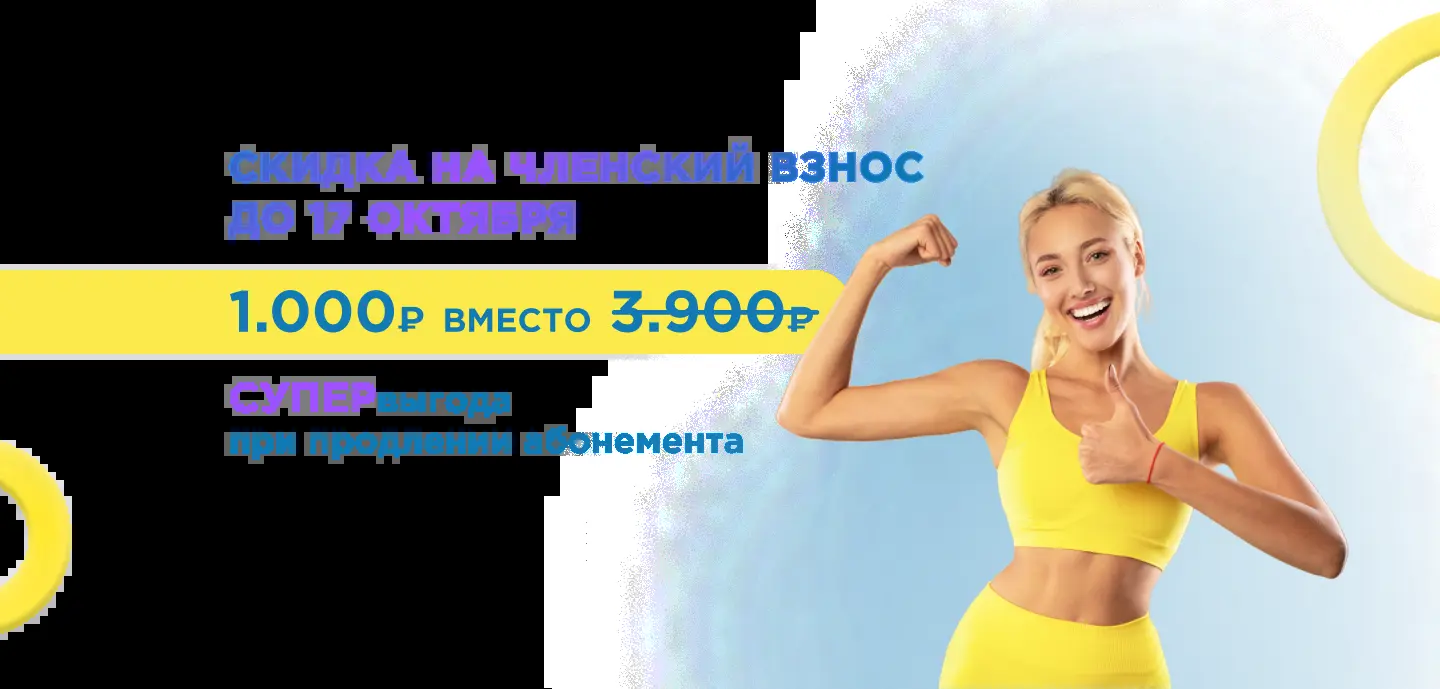 СКИДКА НА ЧЛЕНСКИЙ ВЗНОС
ДО 17 ОКТЯБРЯ
1.000₽ ВМЕСТО 3.900₽
СУПЕРвыгода
при продлении абонемента